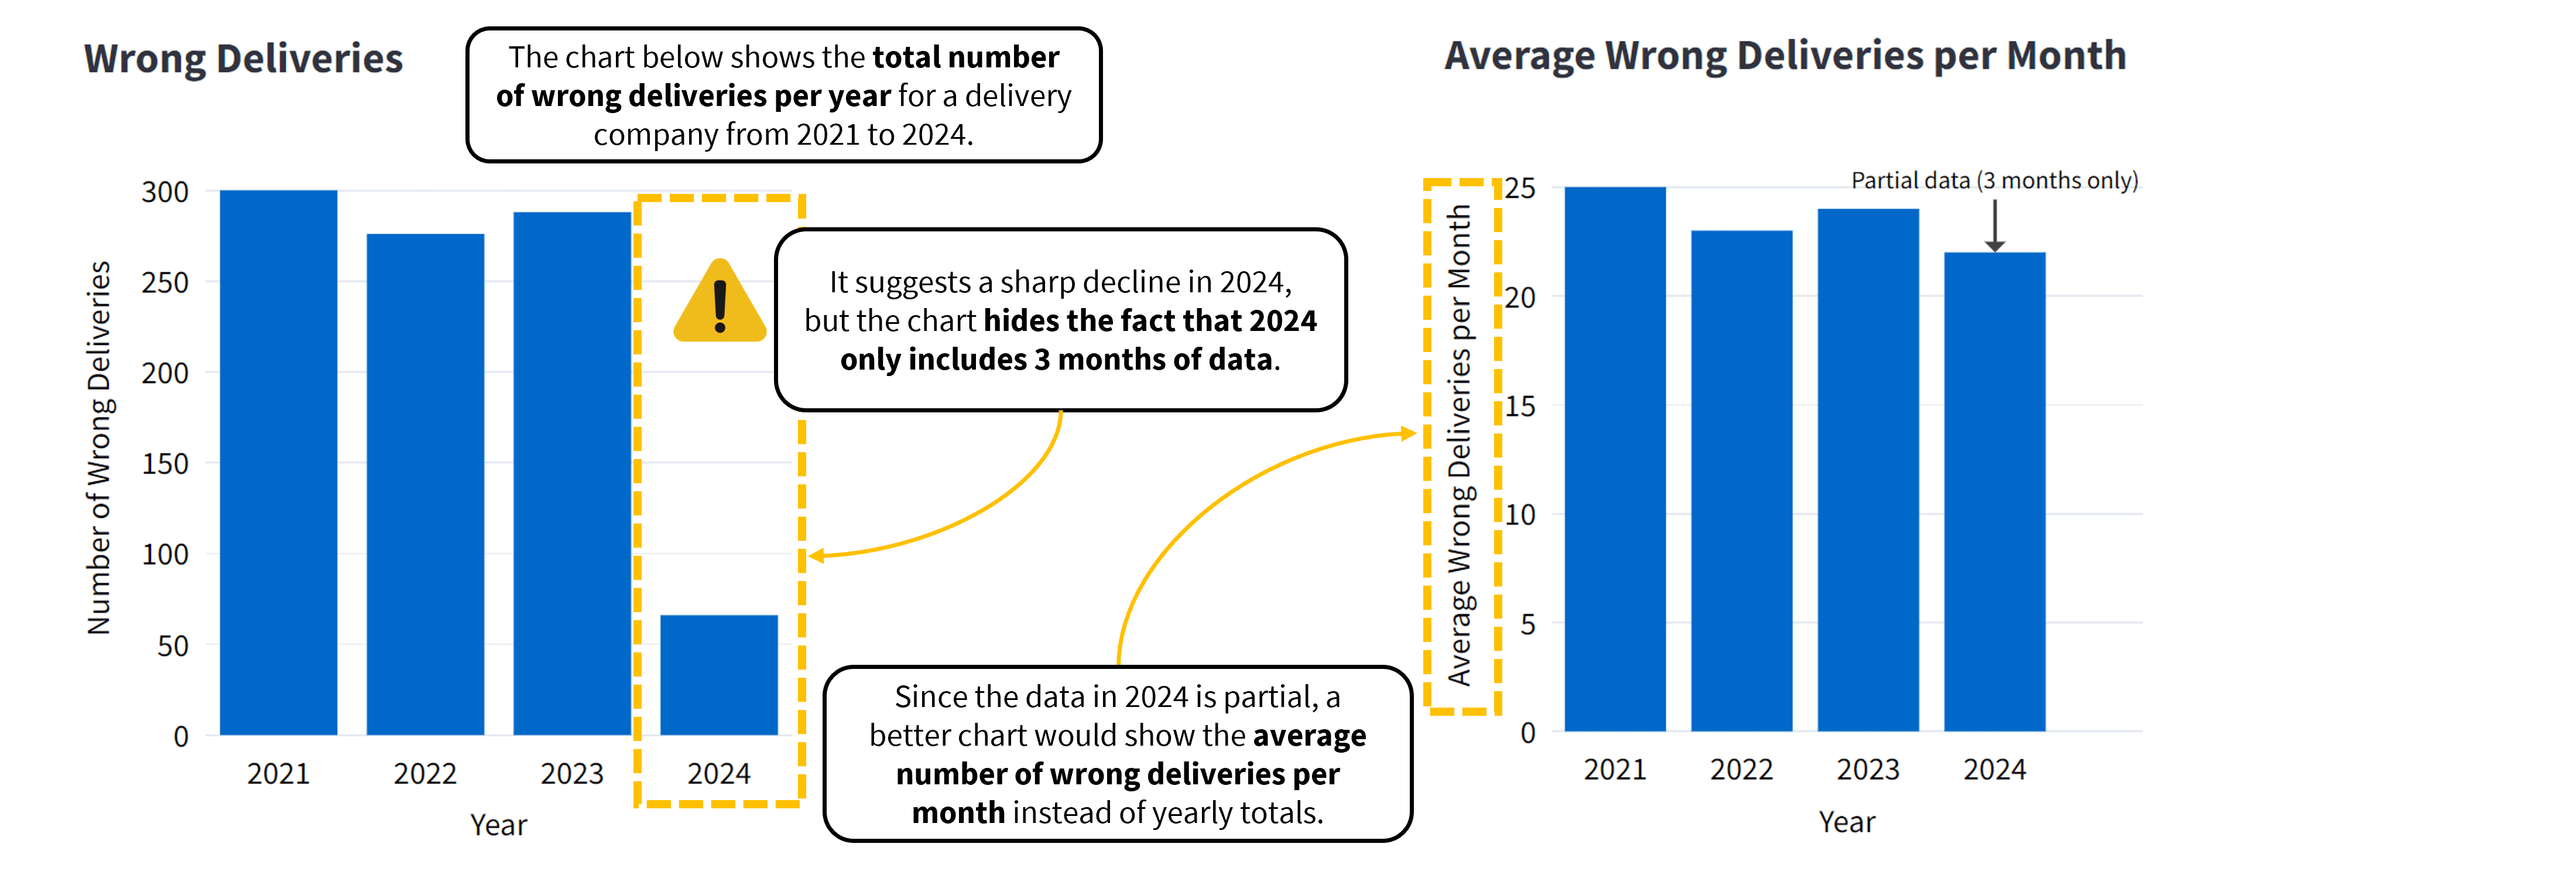 Wrong Deliveries
The chart below shows the total number
of wrong deliveries per year for a delivery
company from 2021 to 2024.
Number of Wrong Deliveries
300
250
200
150
100
50
0
2021
2022
2023
2024
Year
It suggests a sharp decline in 2024,
but the chart hides the fact that 2024
only includes 3 months of data.
Since the data in 2024 is partial, a
better chart would show the average
number of wrong deliveries per
month instead of yearly totals.
Average Wrong Deliveries per Month
Average Wrong Deliveries per Month
Partial data (3 months only)
25
20
15
10
5
0
2021
2022
2023
2024
Year